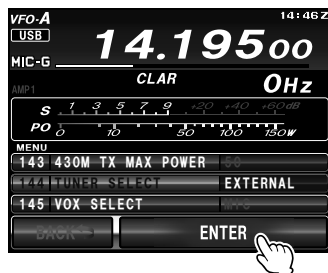 VFO-A 14:46Z
USB 14.19500
MIC-G
CLAR 0Hz
AMP1
S 1 3 5 7 9 +20 +40 +60dB
PO 0 10 50 100 150W
MENU
143 430M TX MAX POWER 50
144 TUNER SELECT EXTERNAL
145 VOX SELECT MIC
BACK ENTER